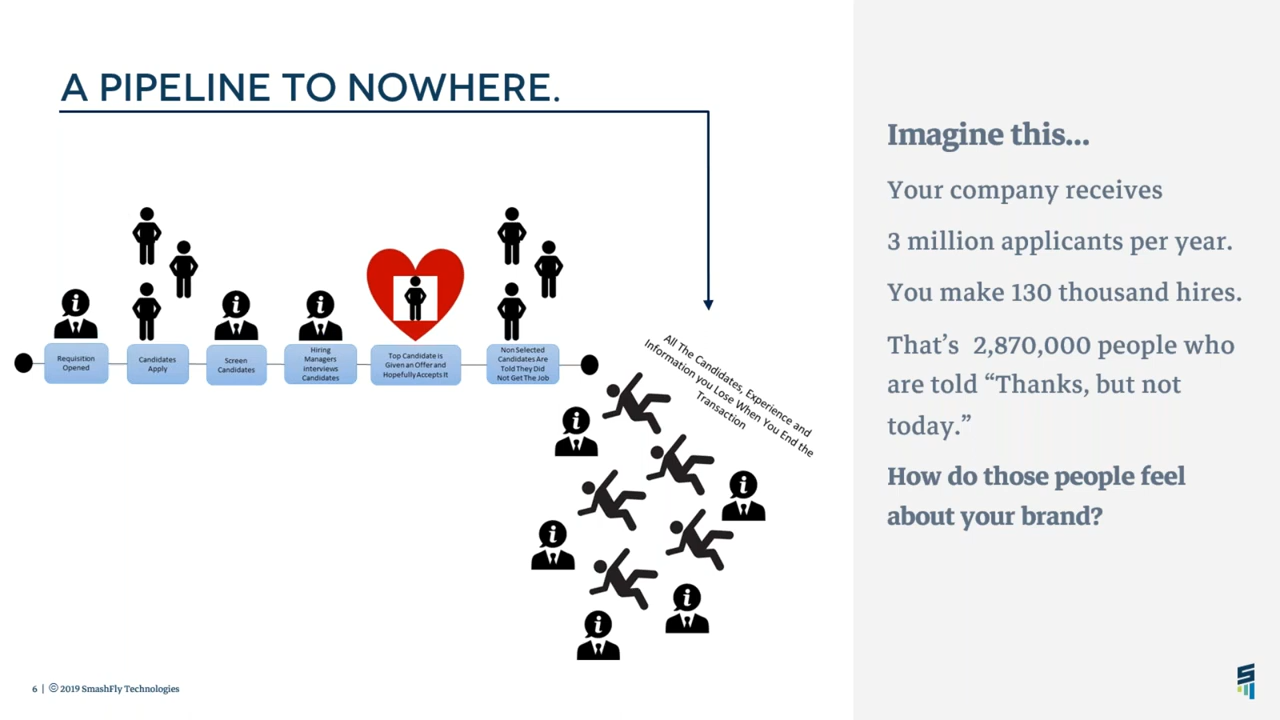 A PIPELINE TO NOWHERE.
Requisition
Opened
Candidates
Apply
Screen
Candidates
Hiring
Managers
interviews
Candidates
Top Candidate is
Given an Offer and
Hopefully Accepts It
Non Selected
Candidates Are
Told They Did
Not Get The Job
All The Candidates, Experience and
Information you Lose When You End the
Transaction
Imagine this...
Your company receives
3 million applicants per year.
You make 130 thousand hires.
That’s  2,870,000 people who
are told “Thanks, but not
today.”
How do those people feel
about your brand?
6 | © 2019 SmashFly Technologies